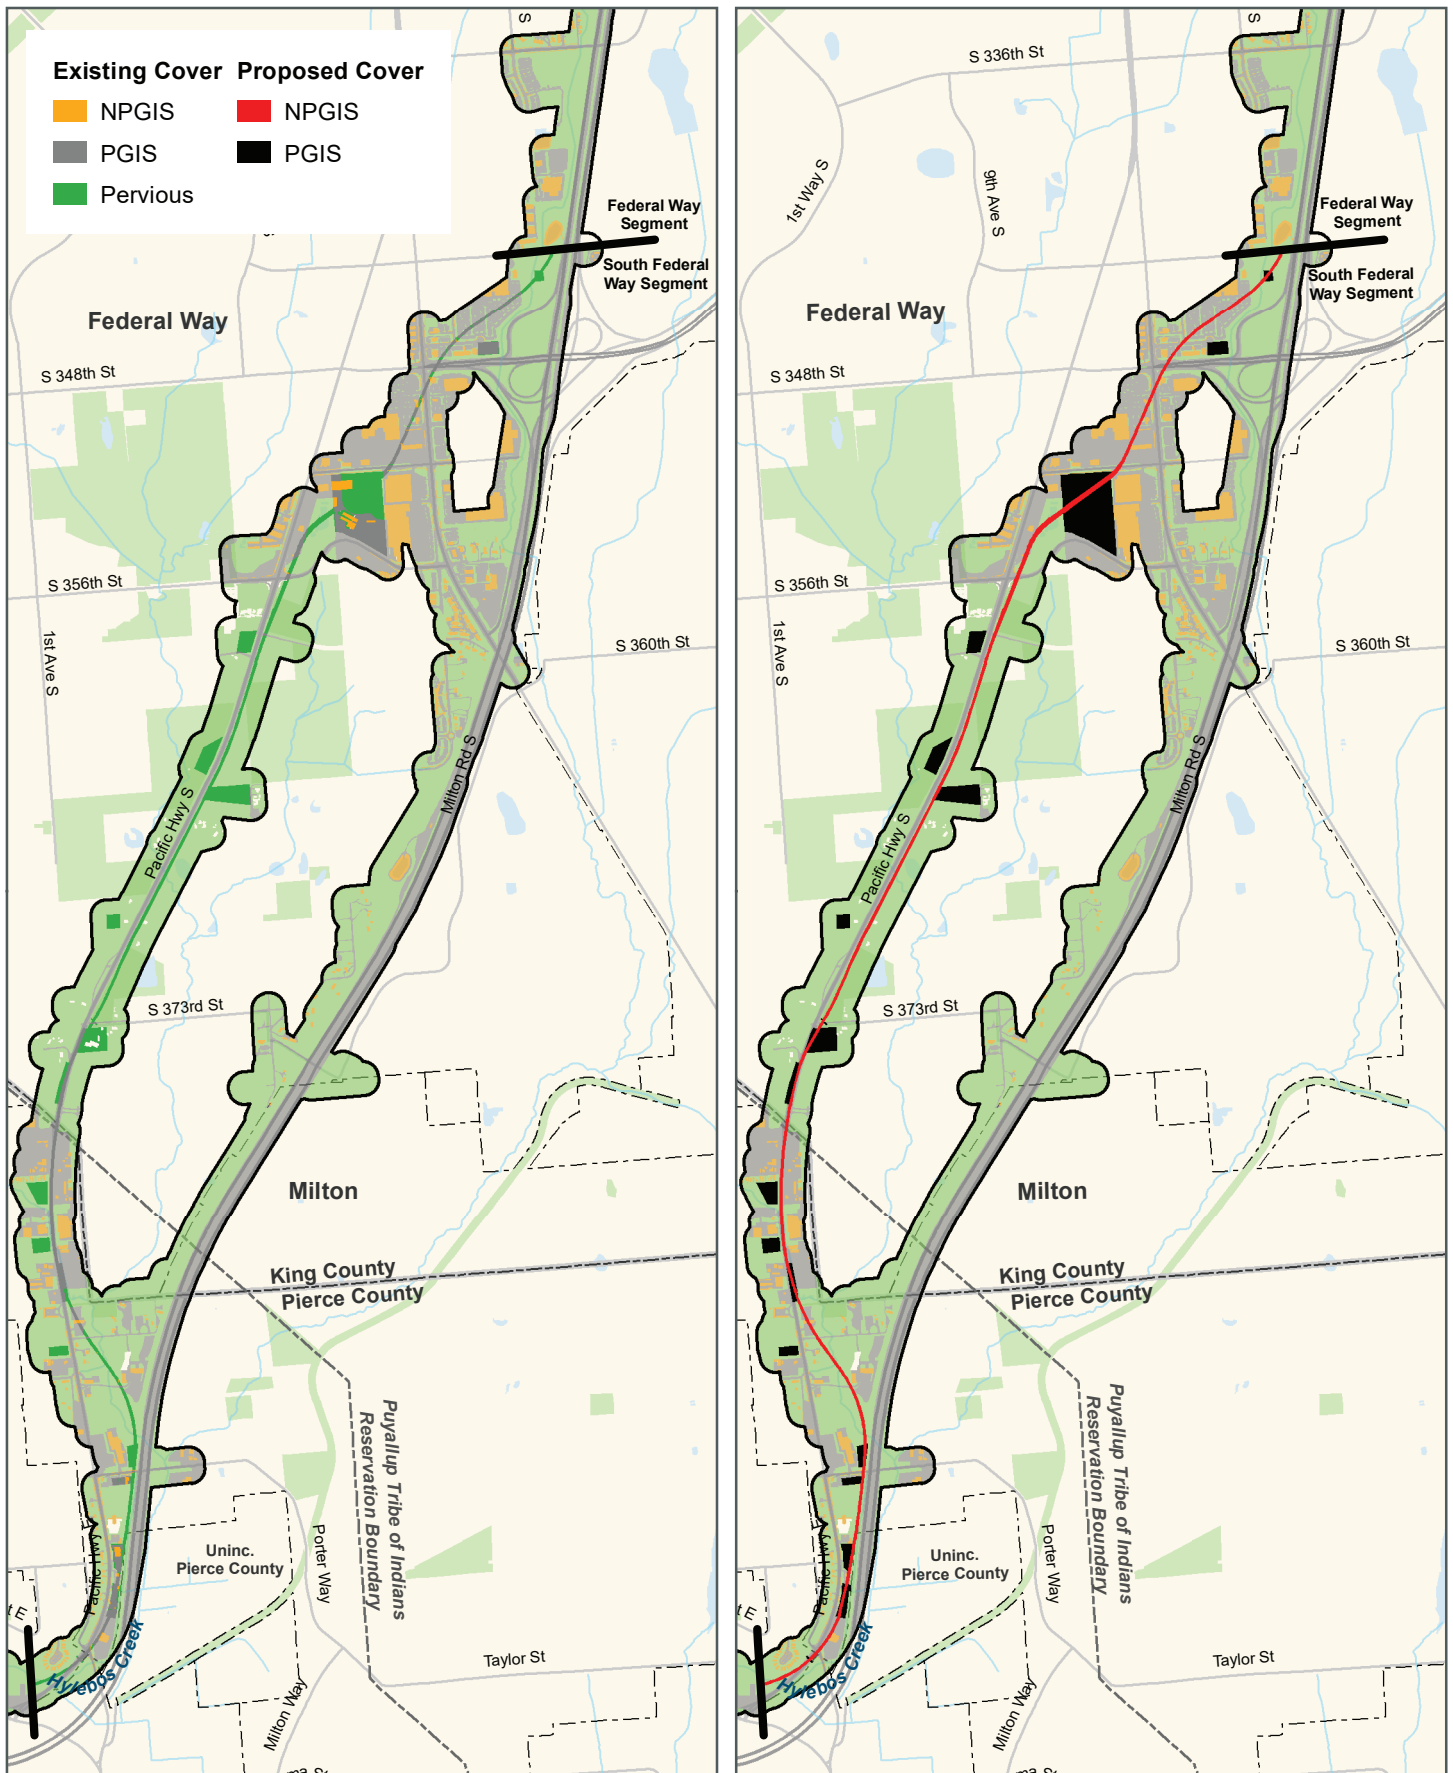 S
Existing Cover
Proposed Cover
NPGIS
NPGIS
PGIS
PGIS
Pervious
Federal Way
Segment
South Federal
Way Segment
Federal Way
S 348th St
S 356th St
1st Ave S
S 360th St
Milton Rd S
Pacific Hwy S
S 373rd St
Milton
King County
Pierce County
Puyallup Tribe of Indians
Reservation Boundary
Uninc.
Pierce County
Porter Way
Pacific Hwy
t E
Hylebos Creek
Taylor St
Milton Way
S
S 336th St
1st Way S
9th Ave S
Federal Way
Segment
South Federal
Way Segment
Federal Way
S 348th St
S 356th St
1st Ave S
S 360th St
Milton Rd S
Pacific Hwy S
S 373rd St
Milton
King County
Pierce County
Puyallup Tribe of Indians
Reservation Boundary
Uninc.
Pierce County
Porter Way
Pacific Hwy
t E
Hylebos Creek
Taylor St
Milton Way